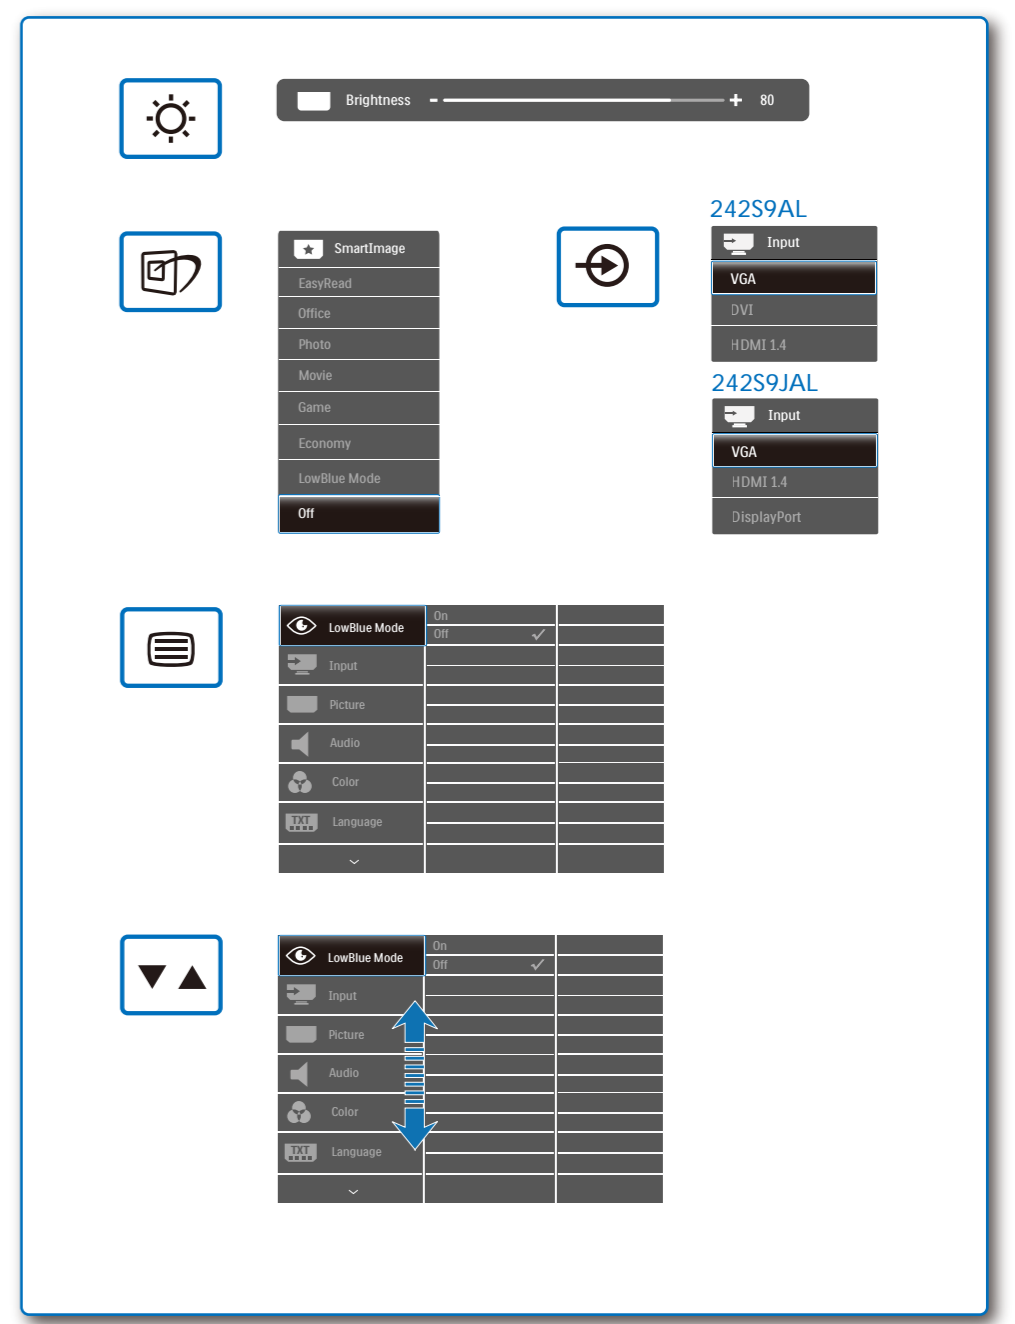 Brightness - + 80
242S9AL
SmartImage
EasyRead
Office
Photo
Movie
Game
Economy
LowBlue Mode
Off
Input
VGA
DVI
HDMI 1.4
242S9JAL
Input
VGA
HDMI 1.4
DisplayPort
LowBlue Mode
On
Off
Input
Picture
Audio
Color
TXT Language
LowBlue Mode
On
Off
Input
Picture
Audio
Color
TXT Language